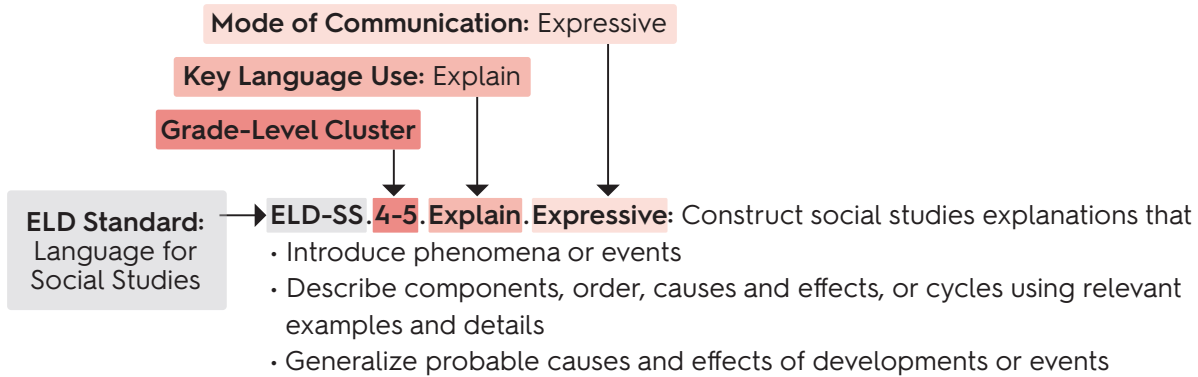 Mode of Communication: Expressive
Key Language Use: Explain
Grade-Level Cluster
ELD Standard:
Language for
Social Studies
ELD-SS.4-5.Explain.Expressive: Construct social studies explanations that
• Introduce phenomena or events
• Describe components, order, causes and effects, or cycles using relevant
examples and details
• Generalize probable causes and effects of developments or events